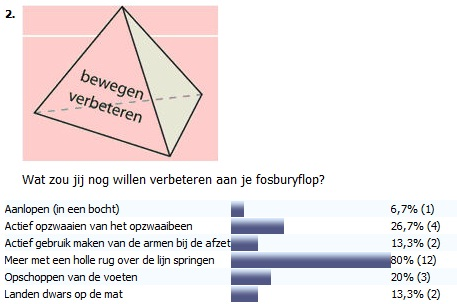 2.
bewegen
verbeteren
Wat zou jij nog willen verbeteren aan je fosburyflop?
Aanlopen (in een bocht) 6,7% (1)
Actief opzwaaien van het opzwaaibeen 26,7% (4)
Actief gebruik maken van de armen bij de afzet 13,3% (2)
Meer met een holle rug over de lijn springen 80% (12)
Opschoppen van de voeten 20% (3)
Landen dwars op de mat 13,3% (2)